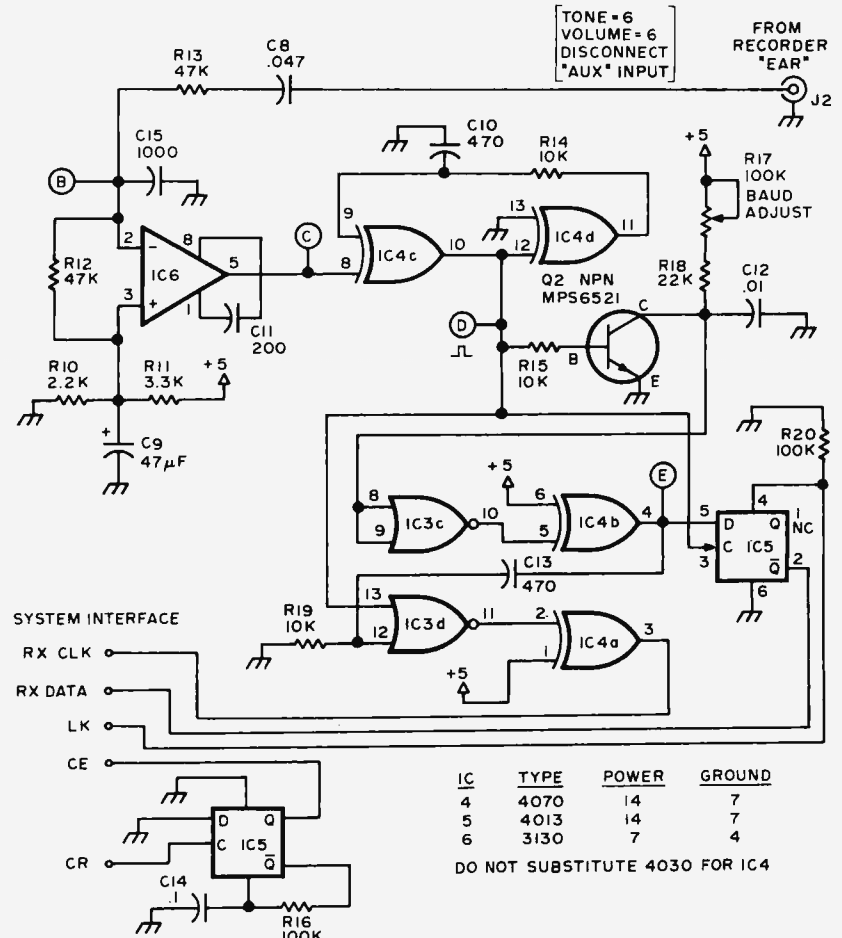 [TONE = 6
VOLUME = 6
DISCONNECT
"AUX" INPUT]
FROM
RECORDER
"EAR"
J2
R13
47K
C8
.047
C15
1000
B
C10
470
R14
10K
+5
R17
100K
BAUD
ADJUST
R12
47K
2
−
8
IC6
5
3
+
1
C11
200
C
9
8
IC4c
10
13
12
IC4d
11
Q2 NPN
MPS6521
R18
22K
C12
.01
D
R15
10K
B
C
E
R10
2.2K
R11
3.3K
+5
+
C9
47µF
R20
100K
+5
E
8
9
IC3c
10
6
5
IC4b
4
C13
470
5
D
Q
4
1
NC
C
IC5
Q̅
2
3
6
R19
10K
13
12
IC3d
11
2
1
IC4a
3
+5
SYSTEM INTERFACE
RX CLK
RX DATA
LK
CE
CR
D
Q
C
IC5
Q̅
C14
.1
R16
100K
IC TYPE POWER GROUND
4 4070 14 7
5 4013 14 7
6 3130 7 4
DO NOT SUBSTITUTE 4030 FOR IC4